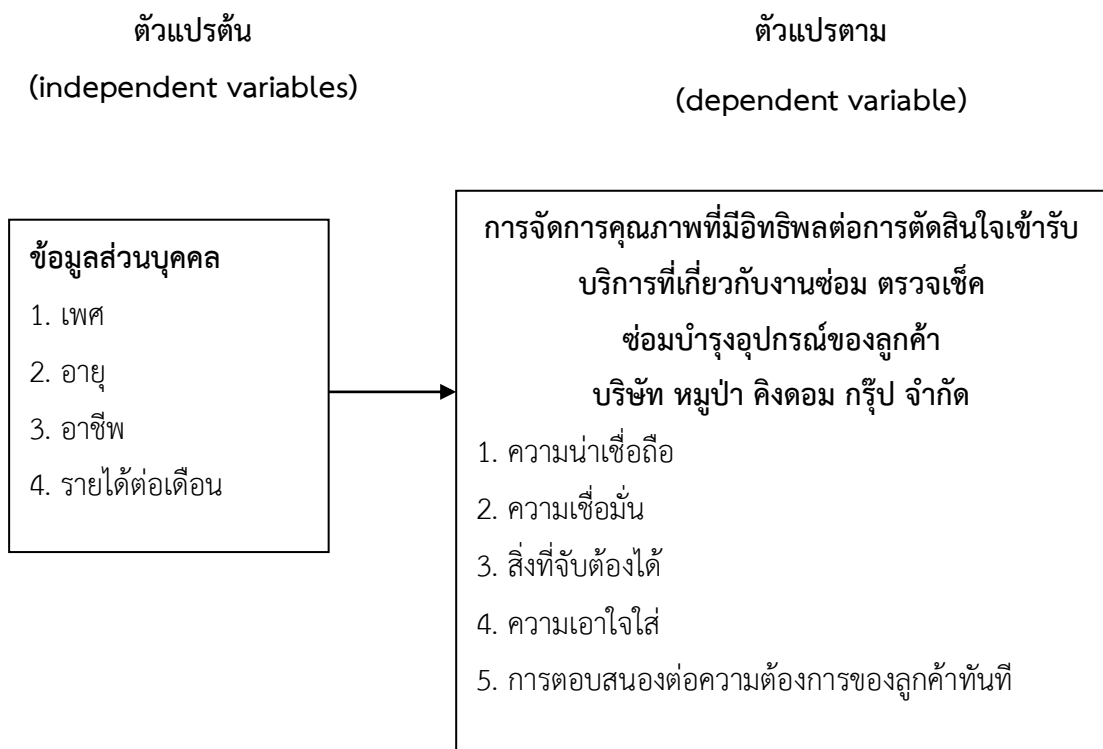 ตัวแปรต้น
(independent variables)
ตัวแปรตาม
(dependent variable)
ข้อมูลส่วนบุคคล
1. เพศ
2. อายุ
3. อาชีพ
4. รายได้ต่อเดือน
การจัดการคุณภาพที่มีอิทธิพลต่อการตัดสินใจเข้ารับ
บริการที่เกี่ยวกับงานซ่อม ตรวจเช็ค
ซ่อมบำรุงอุปกรณ์ของลูกค้า
บริษัท หมูป่า คิงดอม กรุ๊ป จำกัด
1. ความน่าเชื่อถือ
2. ความเชื่อมั่น
3. สิ่งที่จับต้องได้
4. ความเอาใจใส่
5. การตอบสนองต่อความต้องการของลูกค้าทันที